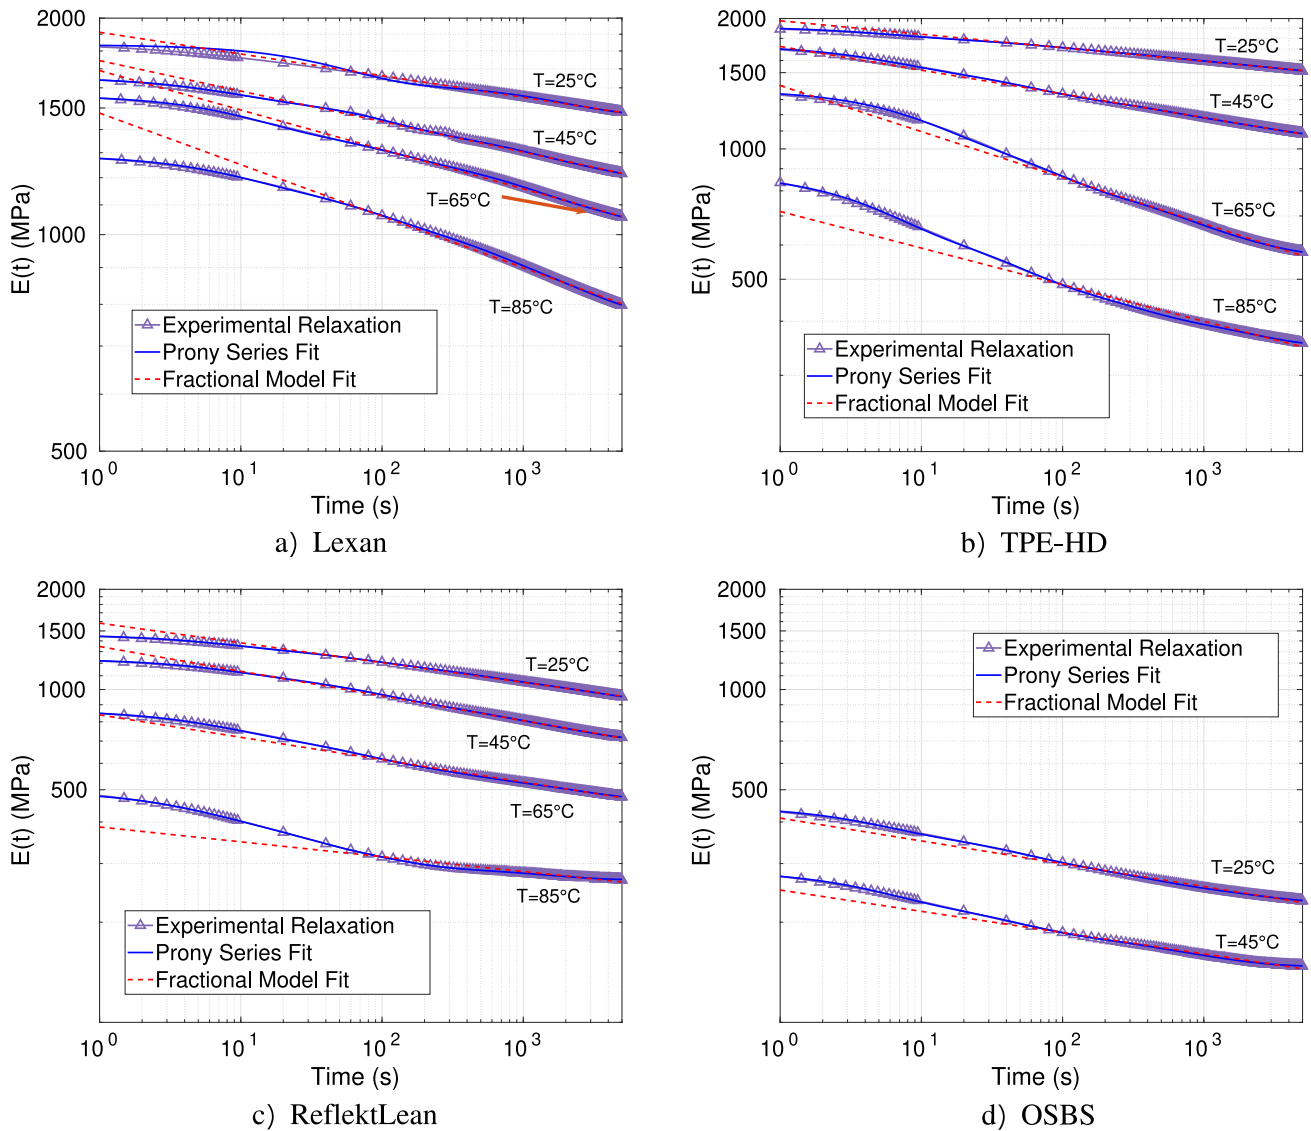 2000
1500
1000
500
E(t) (MPa)
T=25°C
T=45°C
T=65°C
T=85°C
Experimental Relaxation
Prony Series Fit
Fractional Model Fit
10^0
10^1
10^2
10^3
Time (s)
a) Lexan
2000
1500
1000
500
E(t) (MPa)
T=25°C
T=45°C
T=65°C
T=85°C
Experimental Relaxation
Prony Series Fit
Fractional Model Fit
10^0
10^1
10^2
10^3
Time (s)
b) TPE-HD
2000
1500
1000
500
E(t) (MPa)
T=25°C
T=45°C
T=65°C
T=85°C
Experimental Relaxation
Prony Series Fit
Fractional Model Fit
10^0
10^1
10^2
10^3
Time (s)
c) ReflektLean
2000
1500
1000
500
E(t) (MPa)
Experimental Relaxation
Prony Series Fit
Fractional Model Fit
T=25°C
T=45°C
10^0
10^1
10^2
10^3
Time (s)
d) OSBS